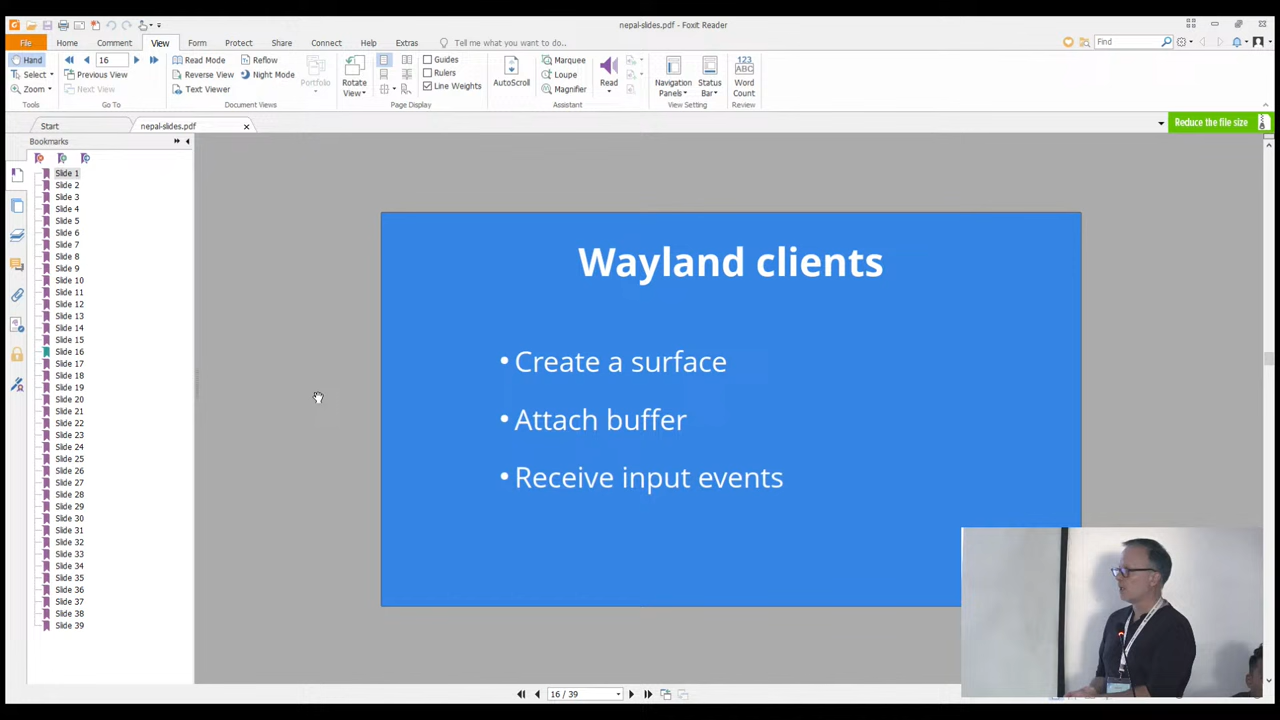 nepal-slides.pdf - Foxit Reader
File Home Comment View Form Protect Share Connect Help Extras Tell me what you want to do.. Find
Hand
Select
Zoom
Tools
16
Previous View
Next View
Go To
Read Mode
Reverse View
Text Viewer
Reflow
Night Mode
Document Views
Portfolio
Rotate View
Guides
Rulers
Line Weights
Page Display
AutoScroll
Marquee
Loupe
Magnifier
Assistant
Read
Navigation Panels
Status Bar
View Setting
123
ABC
Word Count
Review
Start
nepal-slides.pdf
Reduce the file size
Bookmarks
Slide 1
Slide 2
Slide 3
Slide 4
Slide 5
Slide 6
Slide 7
Slide 8
Slide 9
Slide 10
Slide 11
Slide 12
Slide 13
Slide 14
Slide 15
Slide 16
Slide 17
Slide 18
Slide 19
Slide 20
Slide 21
Slide 22
Slide 23
Slide 24
Slide 25
Slide 26
Slide 27
Slide 28
Slide 29
Slide 30
Slide 31
Slide 32
Slide 33
Slide 34
Slide 35
Slide 36
Slide 37
Slide 38
Slide 39
Wayland clients
• Create a surface
• Attach buffer
• Receive input events
16 / 39